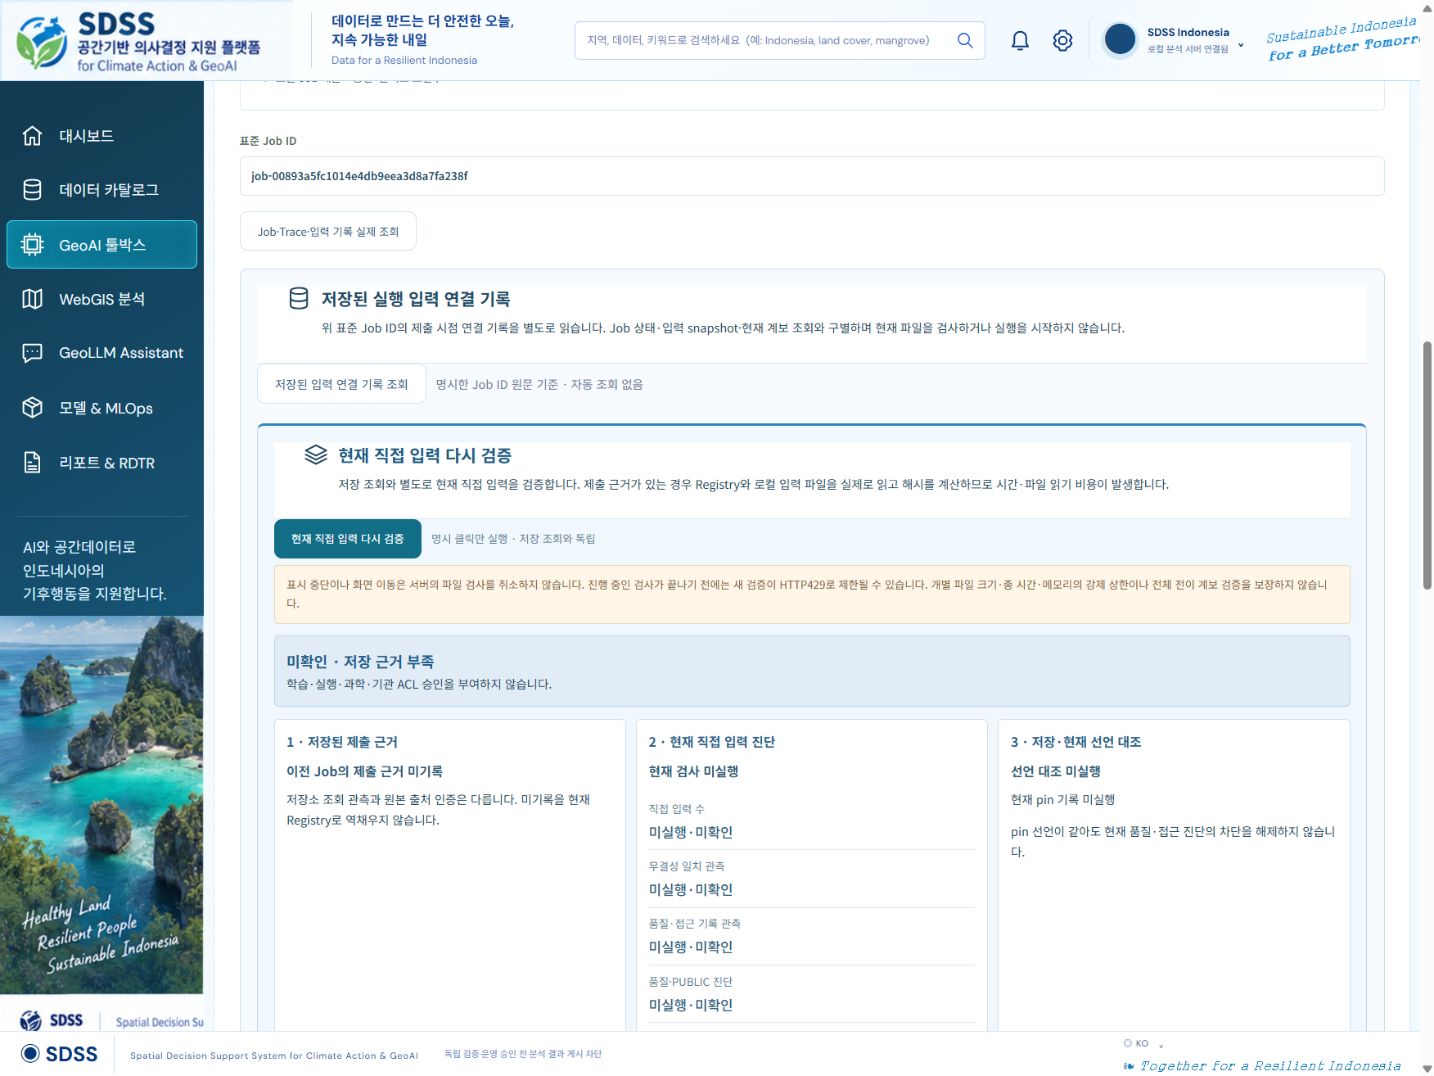 SDSS
공간기반 의사결정 지원 플랫폼
for Climate Action & GeoAI
데이터로 만드는 더 안전한 오늘,
지속 가능한 내일
Data for a Resilient Indonesia
지역, 데이터, 키워드로 검색하세요 (예: Indonesia, land cover, mangrove)
SDSS Indonesia
로컬 분석 서버 연결됨
Sustainable Indonesia
for a Better Tomorr
대시보드
데이터 카탈로그
GeoAI 툴박스
WebGIS 분석
GeoLLM Assistant
모델 & MLOps
리포트 & RDTR
AI와 공간데이터로
인도네시아의
기후행동을 지원합니다.
Healthy Land
Resilient People
Sustainable Indonesia
SDSS
Spatial Decision Su
표준 Job ID
job-00893a5fc1014e4db9eea3d8a7fa238f
Job·Trace·입력 기록 실제 조회
저장된 실행 입력 연결 기록
위 표준 Job ID의 제출 시점 연결 기록을 별도로 읽습니다. Job 상태·입력 snapshot·현재 계보 조회와 구별하며 현재 파일을 검사하거나 실행을 시작하지 않습니다.
저장된 입력 연결 기록 조회
명시한 Job ID 원문 기준 · 자동 조회 없음
현재 직접 입력 다시 검증
저장 조회와 별도로 현재 직접 입력을 검증합니다. 제출 근거가 있는 경우 Registry와 로컬 입력 파일을 실제로 읽고 해시를 계산하므로 시간·파일 읽기 비용이 발생합니다.
현재 직접 입력 다시 검증
명시 클릭만 실행 · 저장 조회와 독립
표시 중단이나 화면 이동은 서버의 파일 검사를 취소하지 않습니다. 진행 중인 검사가 끝나기 전에는 새 검증이 HTTP429로 제한될 수 있습니다. 개별 파일 크기·총 시간·메모리의 강제 상한이나 전체 전이 계보 검증을 보장하지 않습니
다.
미확인 · 저장 근거 부족
학습·실행·과학·기관 ACL 승인을 부여하지 않습니다.
1 · 저장된 제출 근거
이전 Job의 제출 근거 미기록
저장소 조회 관측과 원본 출처 인증은 다릅니다. 미기록을 현재
Registry로 역채우지 않습니다.
2 · 현재 직접 입력 진단
현재 검사 미실행
직접 입력 수
미실행·미확인
무결성 일치 관측
미실행·미확인
품질·접근 기록 관측
미실행·미확인
품질·PUBLIC 진단
미실행·미확인
3 · 저장·현재 선언 대조
선언 대조 미실행
현재 pin 기록 미실행
pin 선언이 같아도 현재 품질·접근 진단의 차단을 해제하지 않습니
다.
SDSS
Spatial Decision Support System for Climate Action & GeoAI
독립 검증·운영 승인 전 분석 결과 게시 차단
KO
Together for a Resilient Indonesia